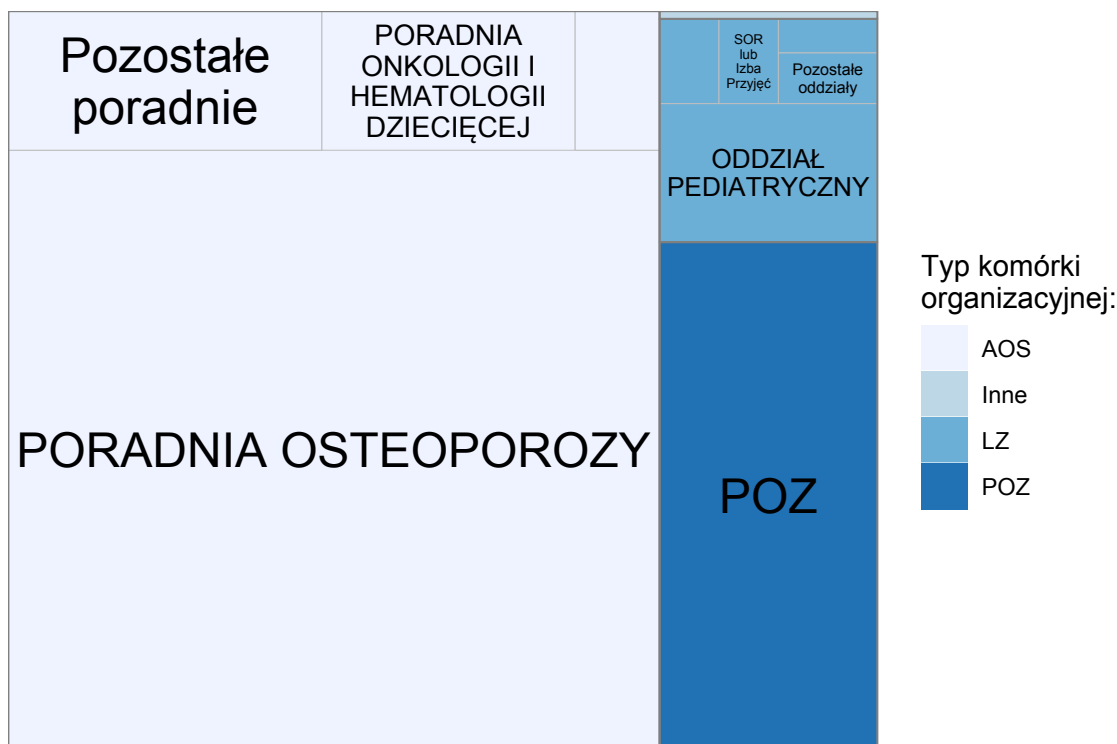 Pozostałe
poradnie
PORADNIA
ONKOLOGII I
HEMATOLOGII
DZIECIĘCEJ
SOR
lub
Izba
Przyjęć
Pozostałe
oddziały
ODDZIAŁ
PEDIATRYCZNY
PORADNIA OSTEOPOROZY
POZ
Typ komórki
organizacyjnej:
AOS
Inne
LZ
POZ